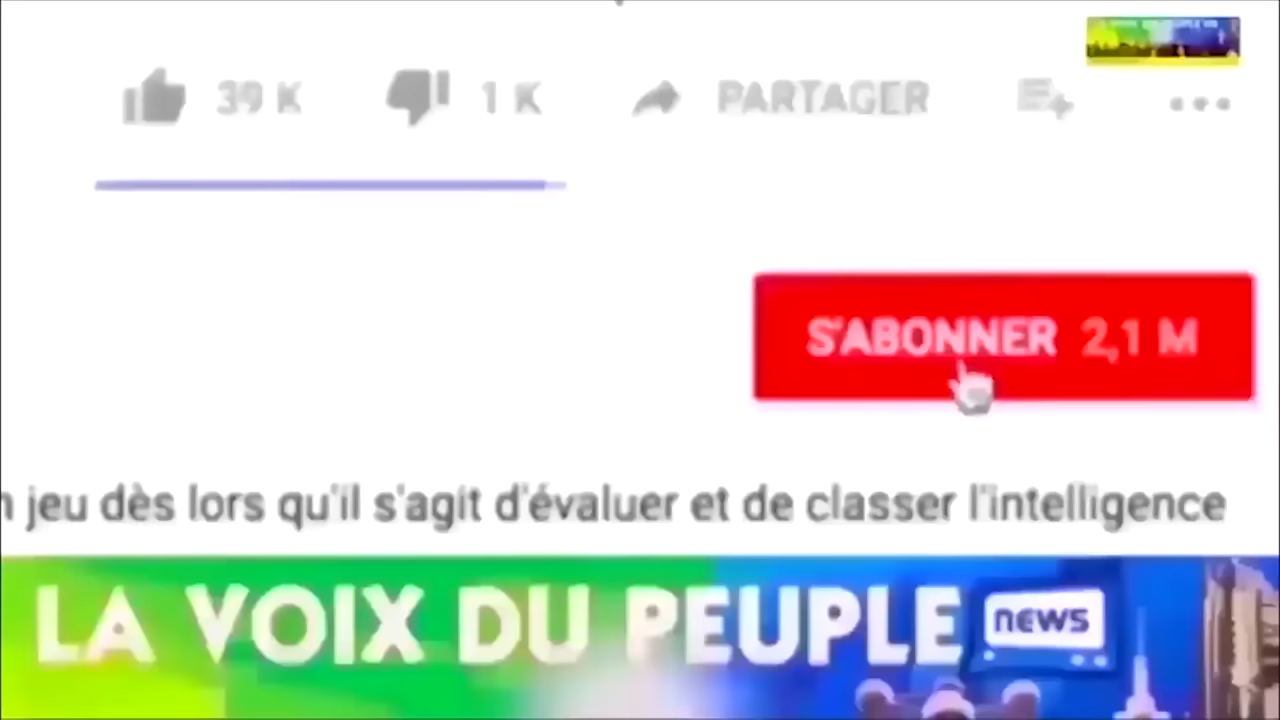 39 K 1 K PARTAGER
S'ABONNER 2,1 M
jeu dès lors qu'il s'agit d'évaluer et de classer l'intelligence
LA VOIX DU PEUPLE news